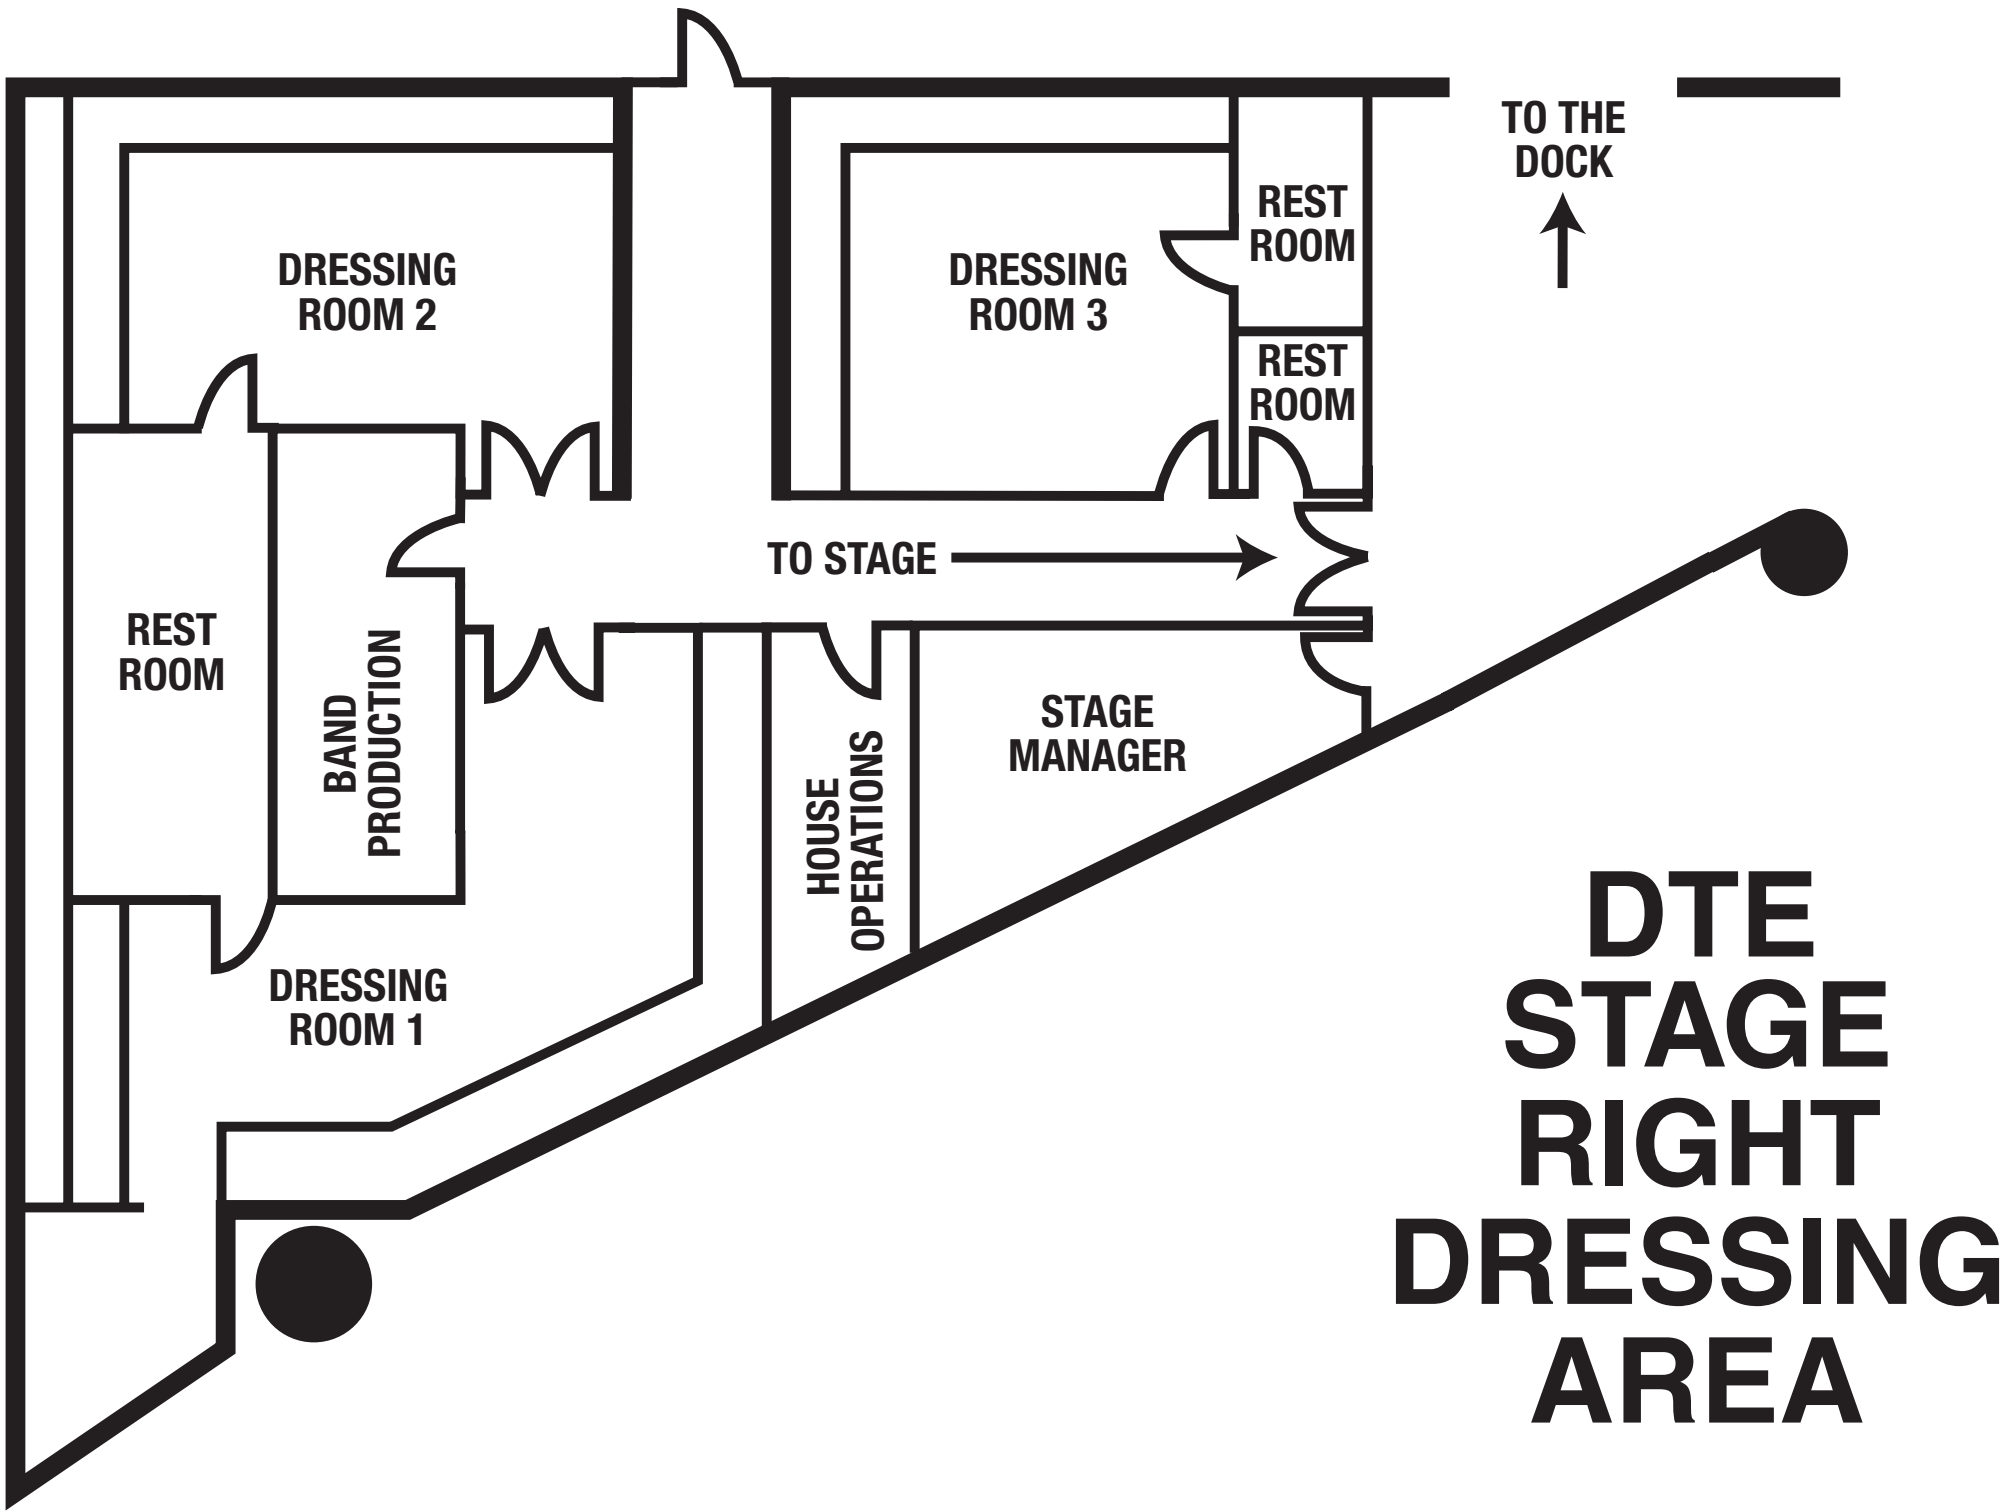 TO THE
DOCK
REST
ROOM
DRESSING
ROOM 2
DRESSING
ROOM 3
REST
ROOM
TO STAGE
REST
ROOM
BAND
PRODUCTION
STAGE
MANAGER
HOUSE
OPERATIONS
DRESSING
ROOM 1
DTE
STAGE
RIGHT
DRESSING
AREA